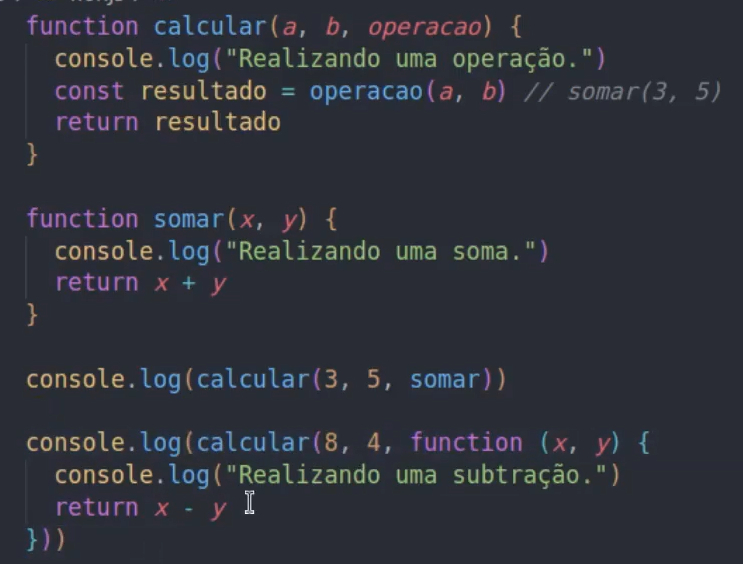 function calcular(a, b, operacao) {
  console.log("Realizando uma operação.")
  const resultado = operacao(a, b) // somar(3, 5)
  return resultado
}

function somar(x, y) {
  console.log("Realizando uma soma.")
  return x + y
}

console.log(calcular(3, 5, somar))

console.log(calcular(8, 4, function (x, y) {
  console.log("Realizando uma subtração.")
  return x - y
}))